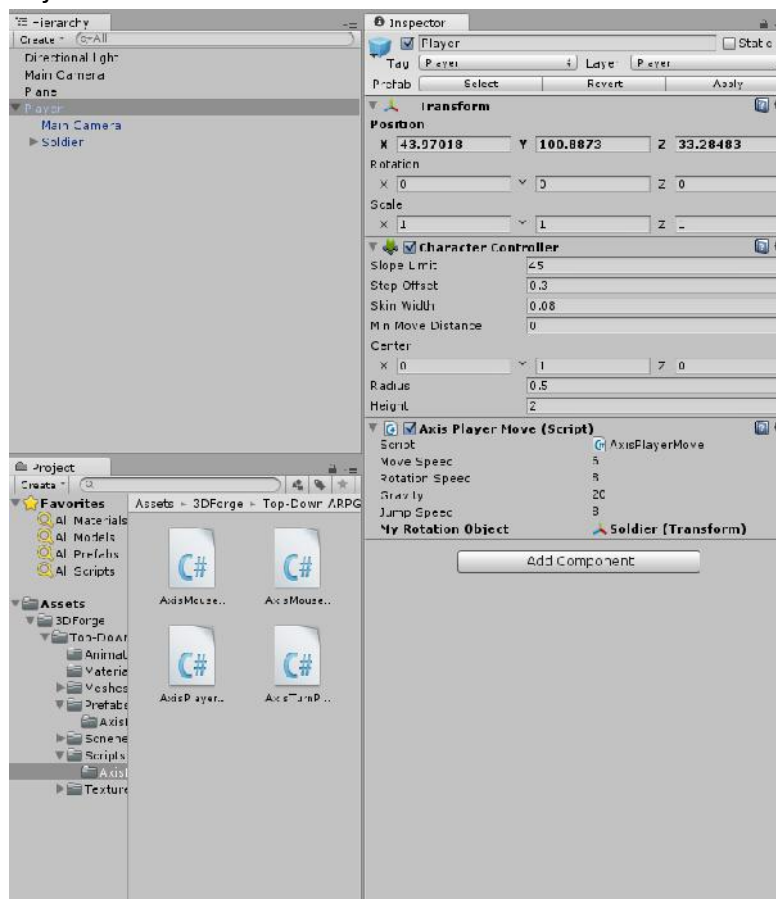 Hierarchy
Create
All
Directional Light
Main Camera
Plane
Player
Main Camera
Soldier
Inspector
Player
Static
Tag Player Layer Player
Prefab Select Revert Apply
Transform
Position
X 43.97018 Y 100.8873 Z 33.28483
Rotation
X 0 Y 0 Z 0
Scale
X 1 Y 1 Z
Character Controller
Slope Limit 45
Step Offset 0.3
Skin Width 0.08
Min Move Distance 0
Center
X 0 Y 1 Z 0
Radius 0.5
Height 2
Axis Player Move (Script)
Script AxisPlayerMove
Move Speed
Rotation Speed
Gravity 20
Jump Speed 8
My Rotation Object Soldier (Transform)
Add Component
Project
Create
Favorites
All Materials
All Models
All Prefabs
All Scripts
Assets
3DForge
Top-Down
Animat
Materia
Meshes
Prefabs
Axis
Scripts
Axis
Texture
Assets 3DForge Top-Down ARPG
C#
AxisMouse..
C#
AxisMouse..
C#
AxisPlayer..
C#
AxisTurnP...